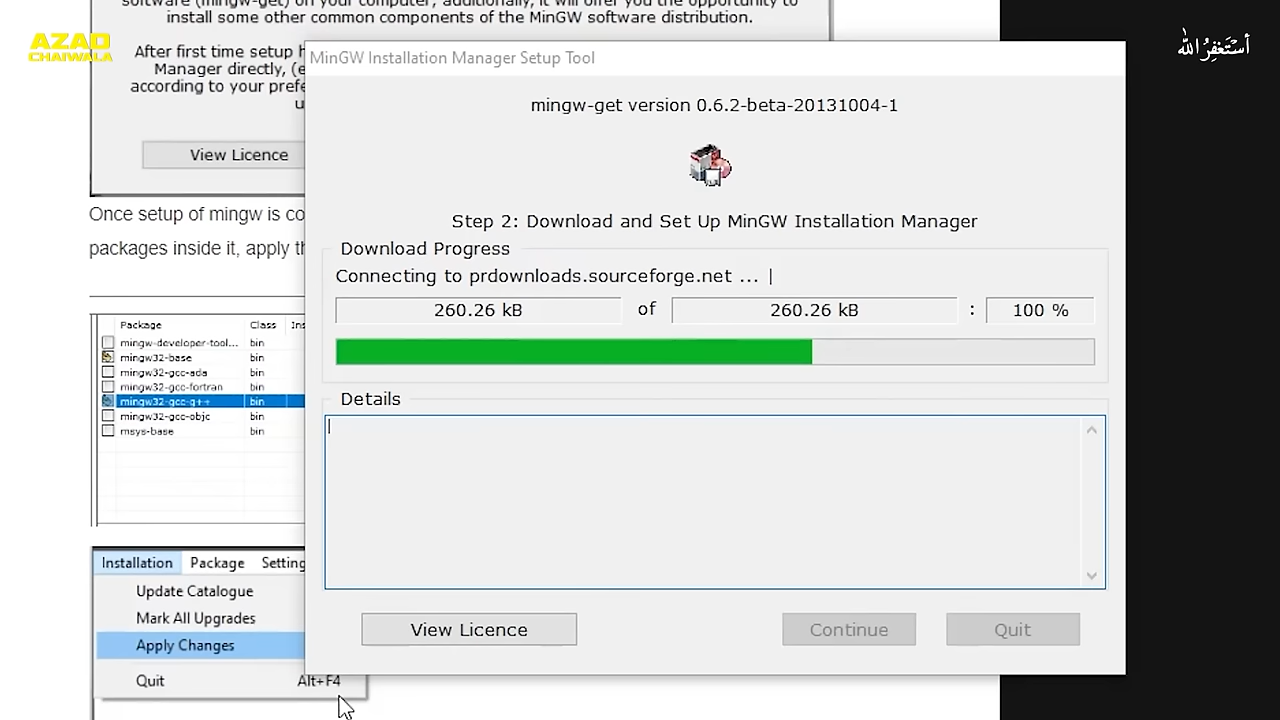 software (mingw-get) on your computer; additionally, it will offer you the opportunity to
install some other common components of the MinGW software distribution.
AZAD
CHAIWALA
أستغفر الله
After first time setup h
Manager directly, (e
according to your prefe
u
View Licence
MinGW Installation Manager Setup Tool
mingw-get version 0.6.2-beta-20131004-1
Step 2: Download and Set Up MinGW Installation Manager
Download Progress
Connecting to prdownloads.sourceforge.net ... |
260.26 kB of 260.26 kB : 100 %
Details
View Licence
Continue
Quit
Once setup of mingw is co
packages inside it, apply th
Package Class Ins
mingw-developer-tool... bin
mingw32-base bin
mingw32-gcc-ada bin
mingw32-gcc-fortran bin
mingw32-gcc-g++ bin
mingw32-gcc-objc bin
msys-base bin
Installation Package Setting
Update Catalogue
Mark All Upgrades
Apply Changes
Quit Alt+F4